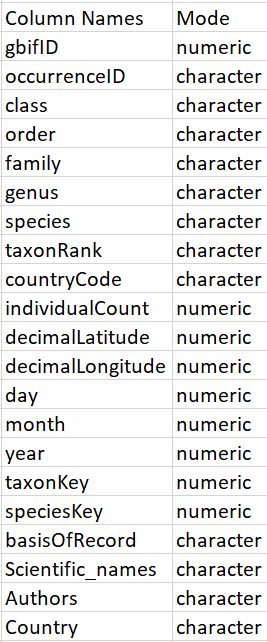 Column Names Mode
gbifID numeric
occurrenceID character
class character
order character
family character
genus character
species character
taxonRank character
countryCode character
individualCount numeric
decimalLatitude numeric
decimalLongitude numeric
day numeric
month numeric
year numeric
taxonKey numeric
speciesKey numeric
basisOfRecord character
Scientific_names character
Authors character
Country character